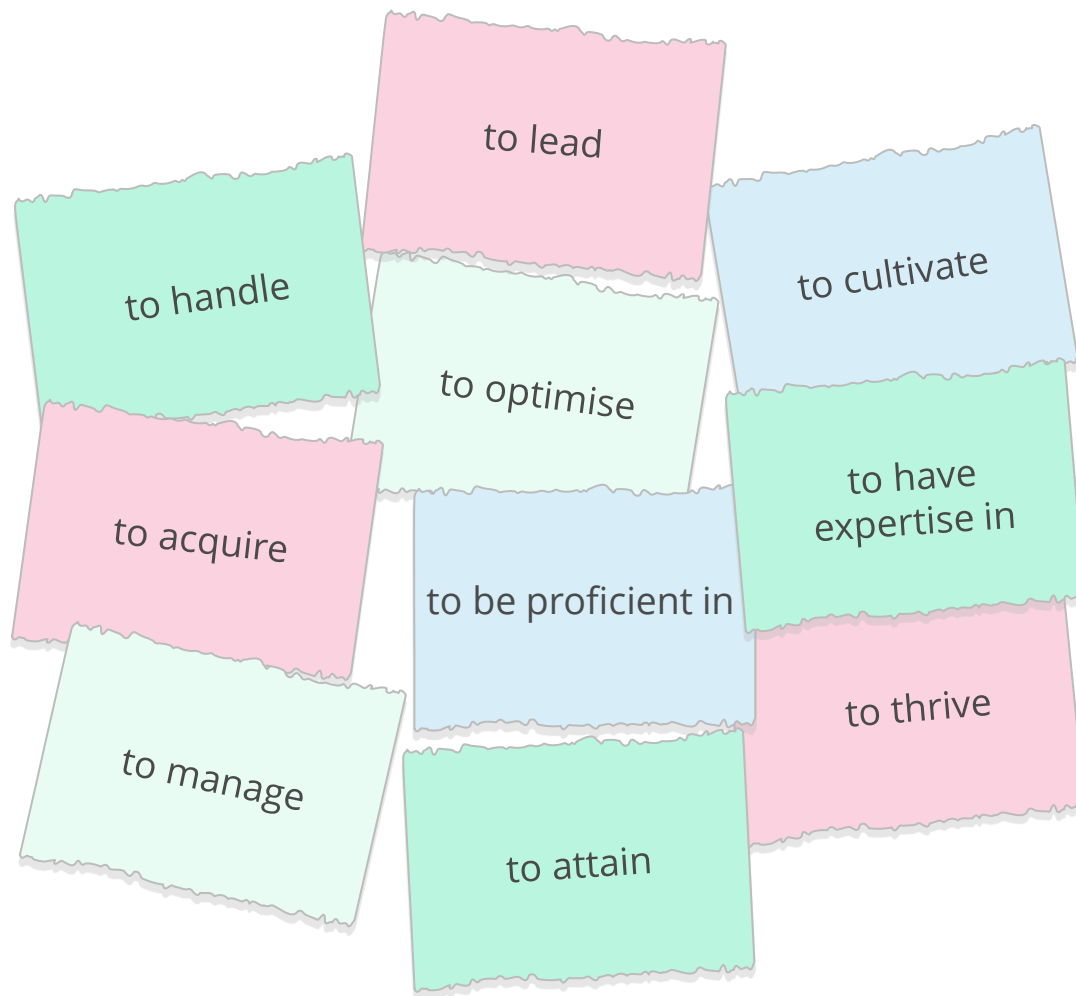 to lead
to handle
to cultivate
to optimise
to have
expertise in
to acquire
to be proficient in
to thrive
to manage
to attain